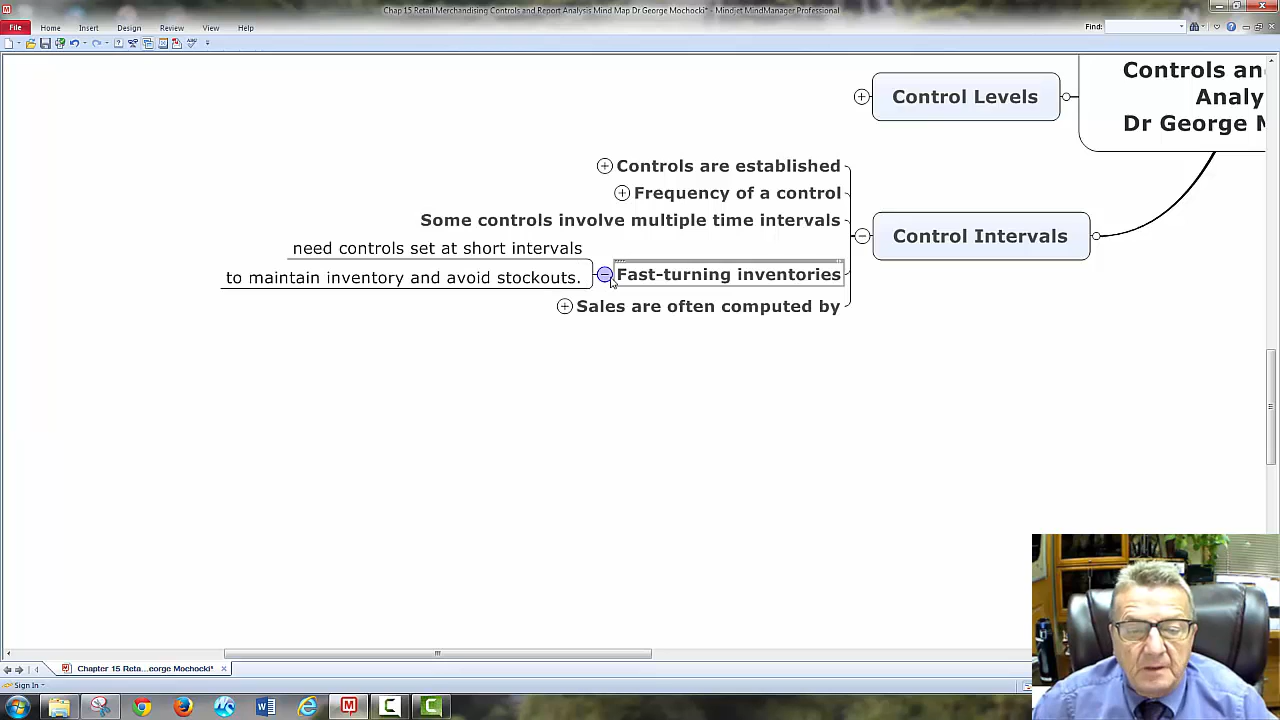 Chap 15 Retail Merchandising Controls and Report Analysis Mind Map Dr George Mochocki* - Mindjet MindManager Professional
File Home Insert Design Review View Help Find:
Controls an
Control Levels
Analy
Dr George M
Controls are established
Frequency of a control
Some controls involve multiple time intervals
Control Intervals
need controls set at short intervals
Fast-turning inventories
to maintain inventory and avoid stockouts.
Sales are often computed by
Chapter 15 Reta...eorge Mochocki*
Sign In